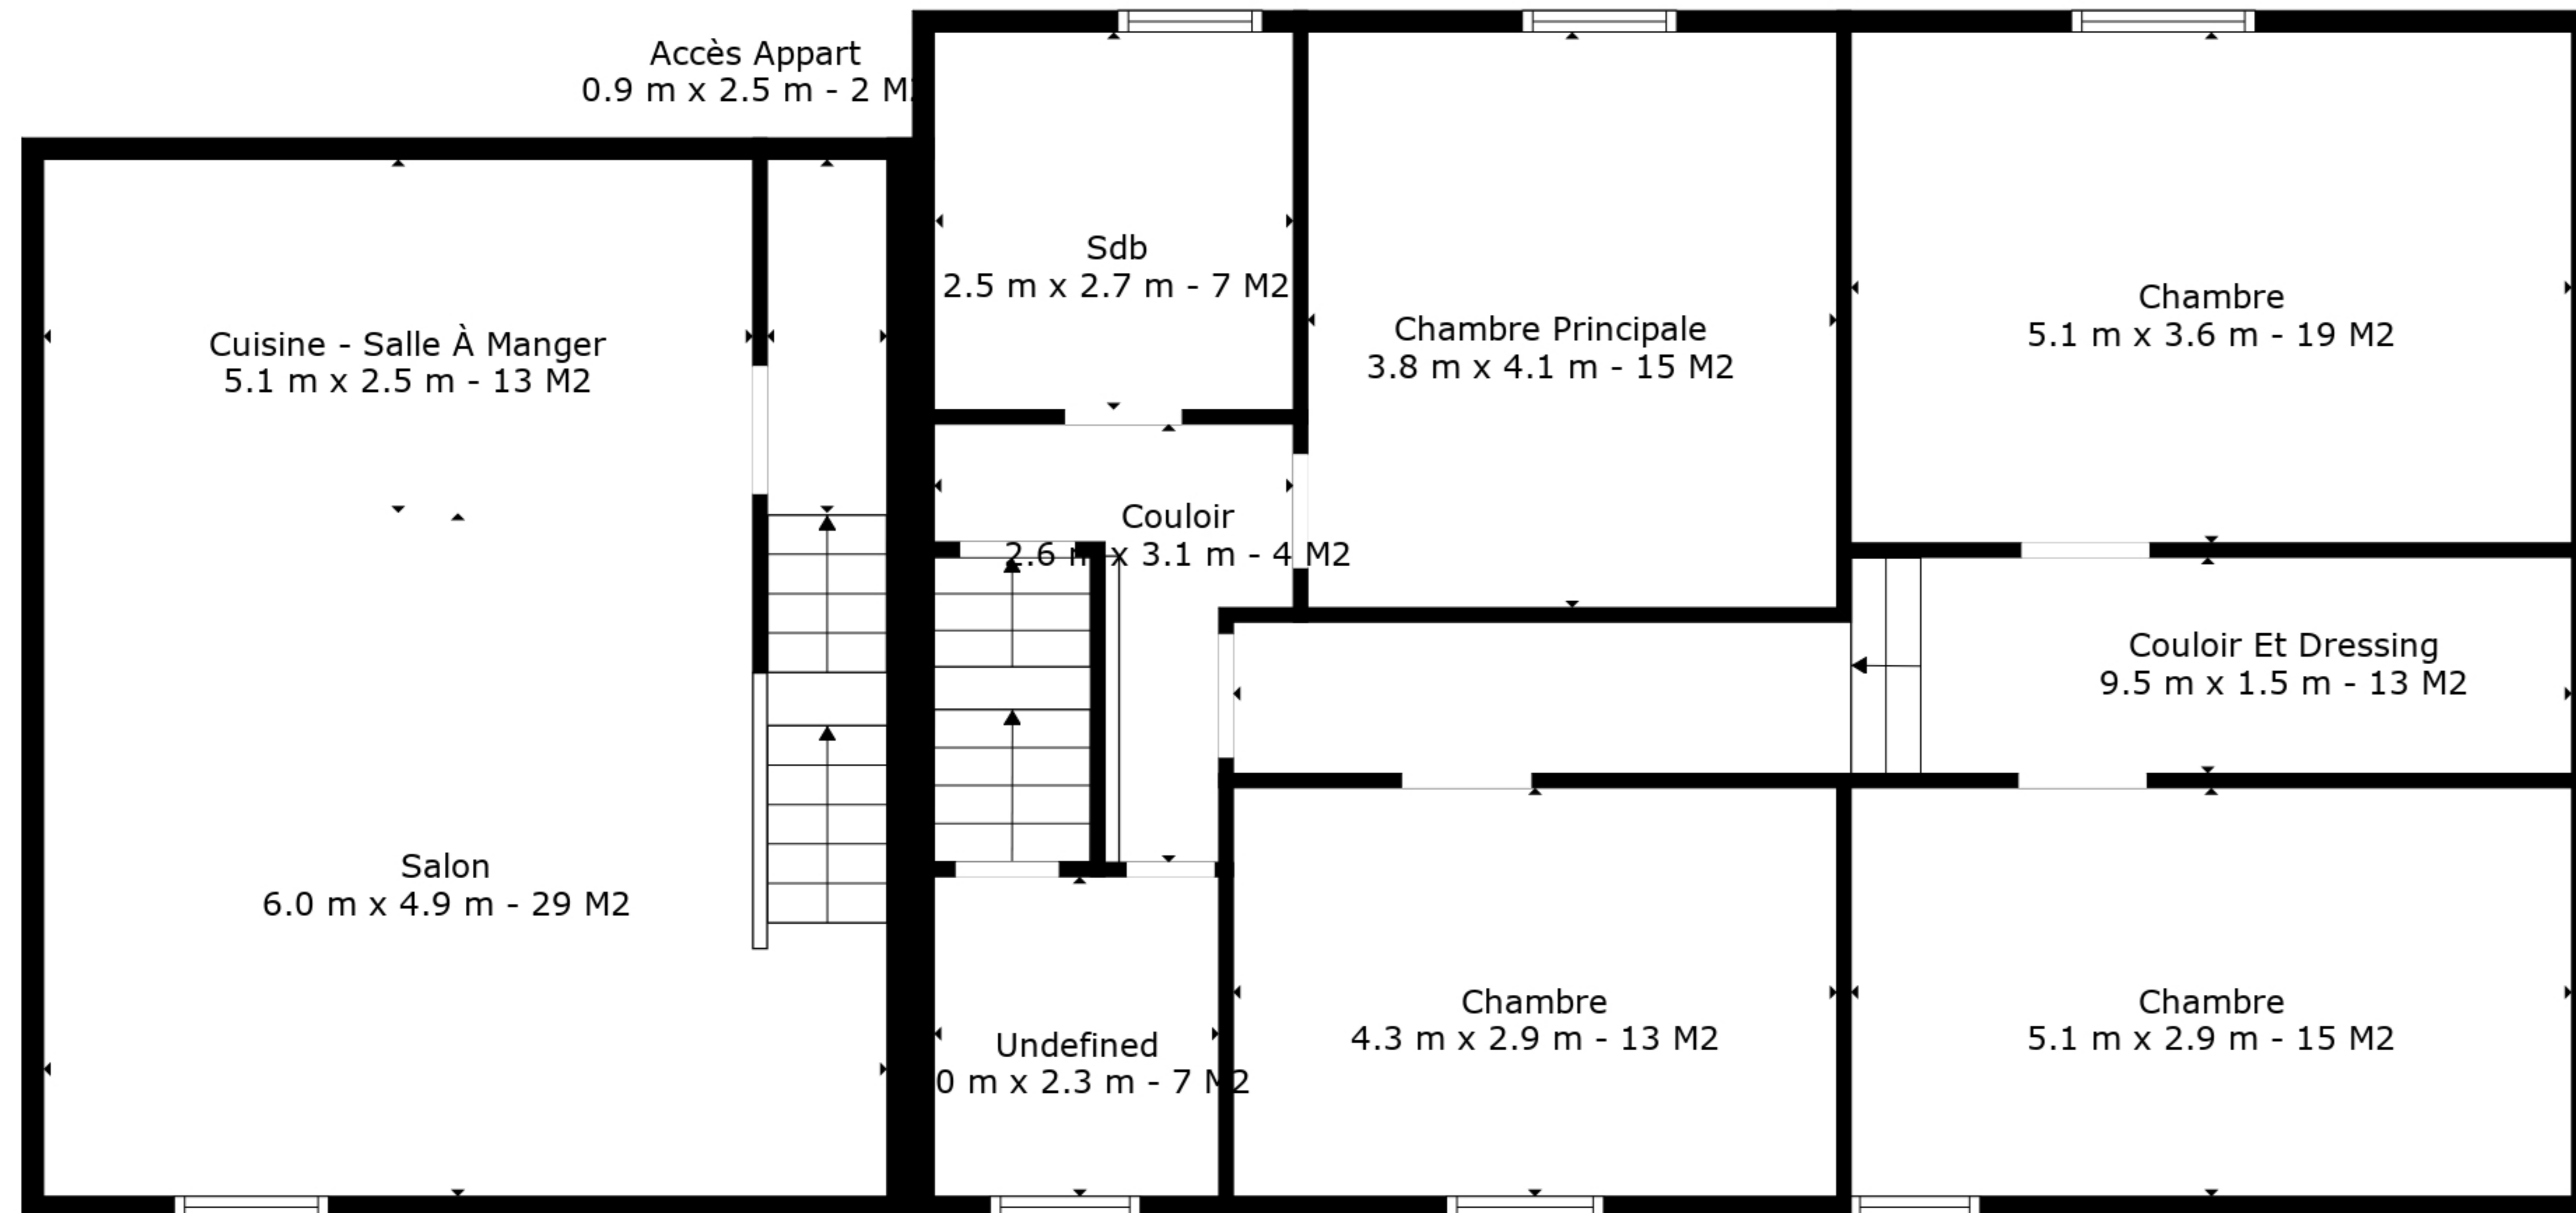 Accès Appart
0.9 m x 2.5 m - 2 M
Sdb
2.5 m x 2.7 m - 7 M2
Cuisine - Salle À Manger
5.1 m x 2.5 m - 13 M2
Chambre Principale
3.8 m x 4.1 m - 15 M2
Chambre
5.1 m x 3.6 m - 19 M2
Couloir
2.6 m x 3.1 m - 4 M2
Couloir Et Dressing
9.5 m x 1.5 m - 13 M2
Salon
6.0 m x 4.9 m - 29 M2
Undefined
0 m x 2.3 m - 7 M2
Chambre
4.3 m x 2.9 m - 13 M2
Chambre
5.1 m x 2.9 m - 15 M2